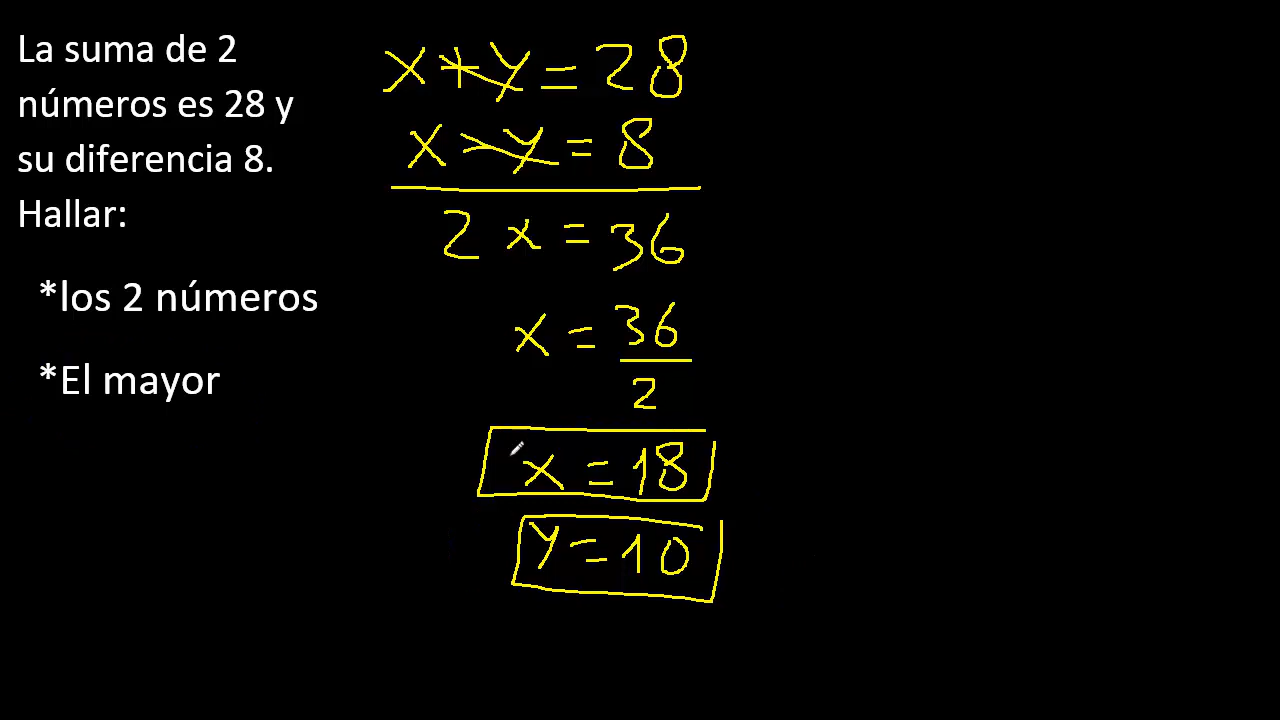 La suma de 2
números es 28 y
su diferencia 8.
Hallar:
*los 2 números
*El mayor
x+y=28
x-y=8
2x=36
x=36
2
x=18
y=10